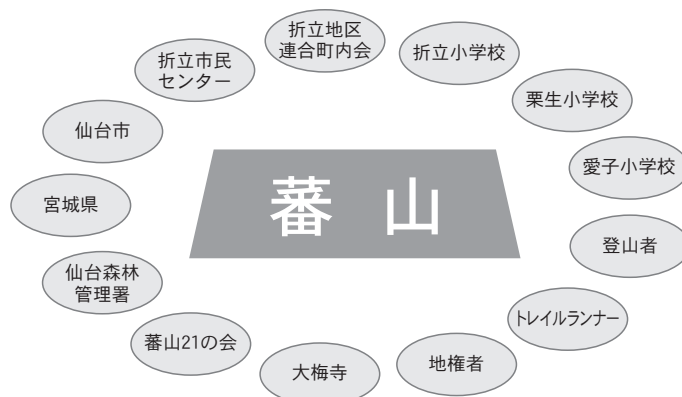 折立地区
連合町内会
折立小学校
折立市民
センター
栗生小学校
仙台市
愛子小学校
蕃山
宮城県
登山者
仙台森林
管理署
トレイルランナー
蕃山21の会
地権者
大梅寺